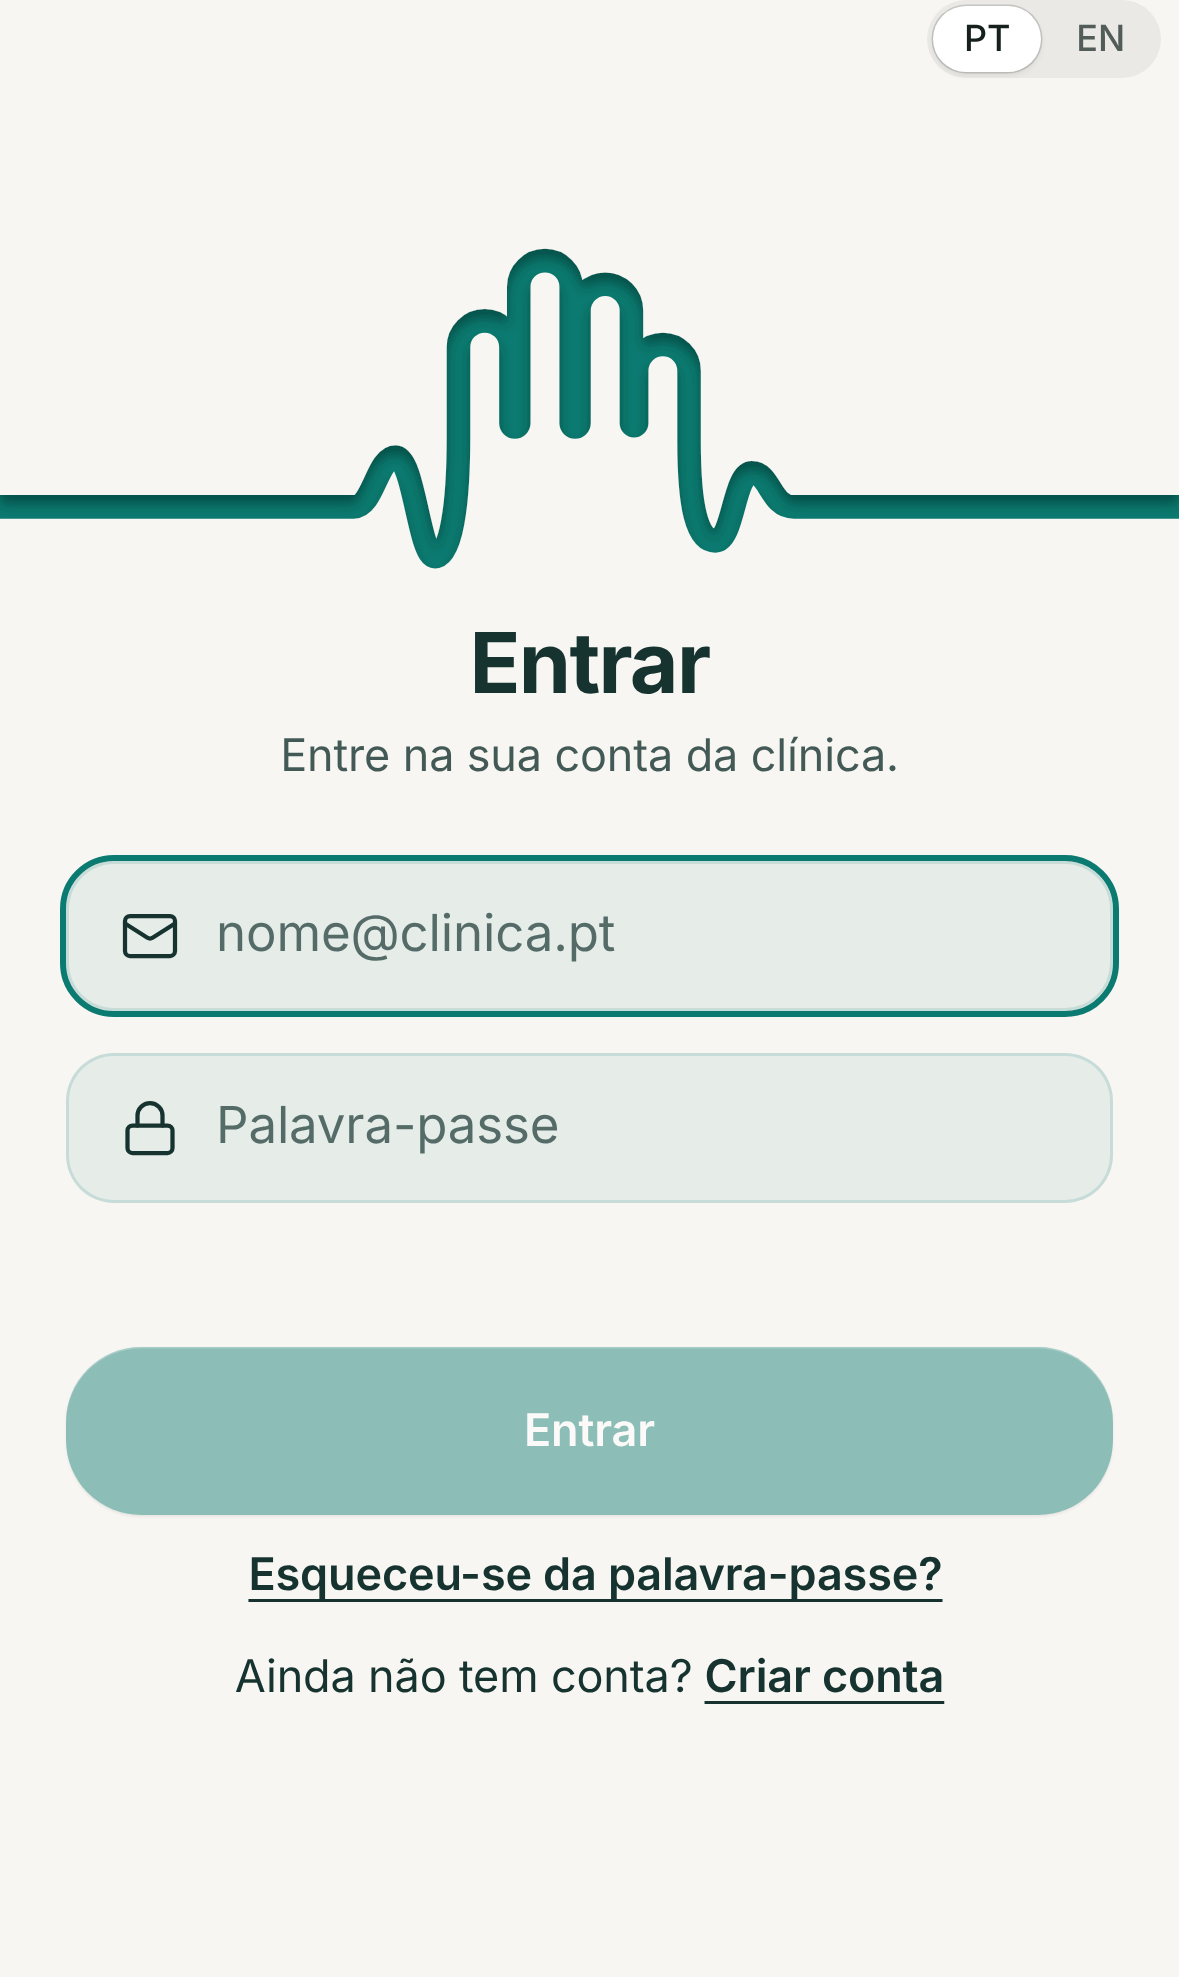 PT EN
Entrar
Entre na sua conta da clínica.
nome@clinica.pt
Palavra-passe
Entrar
Esqueceu-se da palavra-passe?
Ainda não tem conta? Criar conta